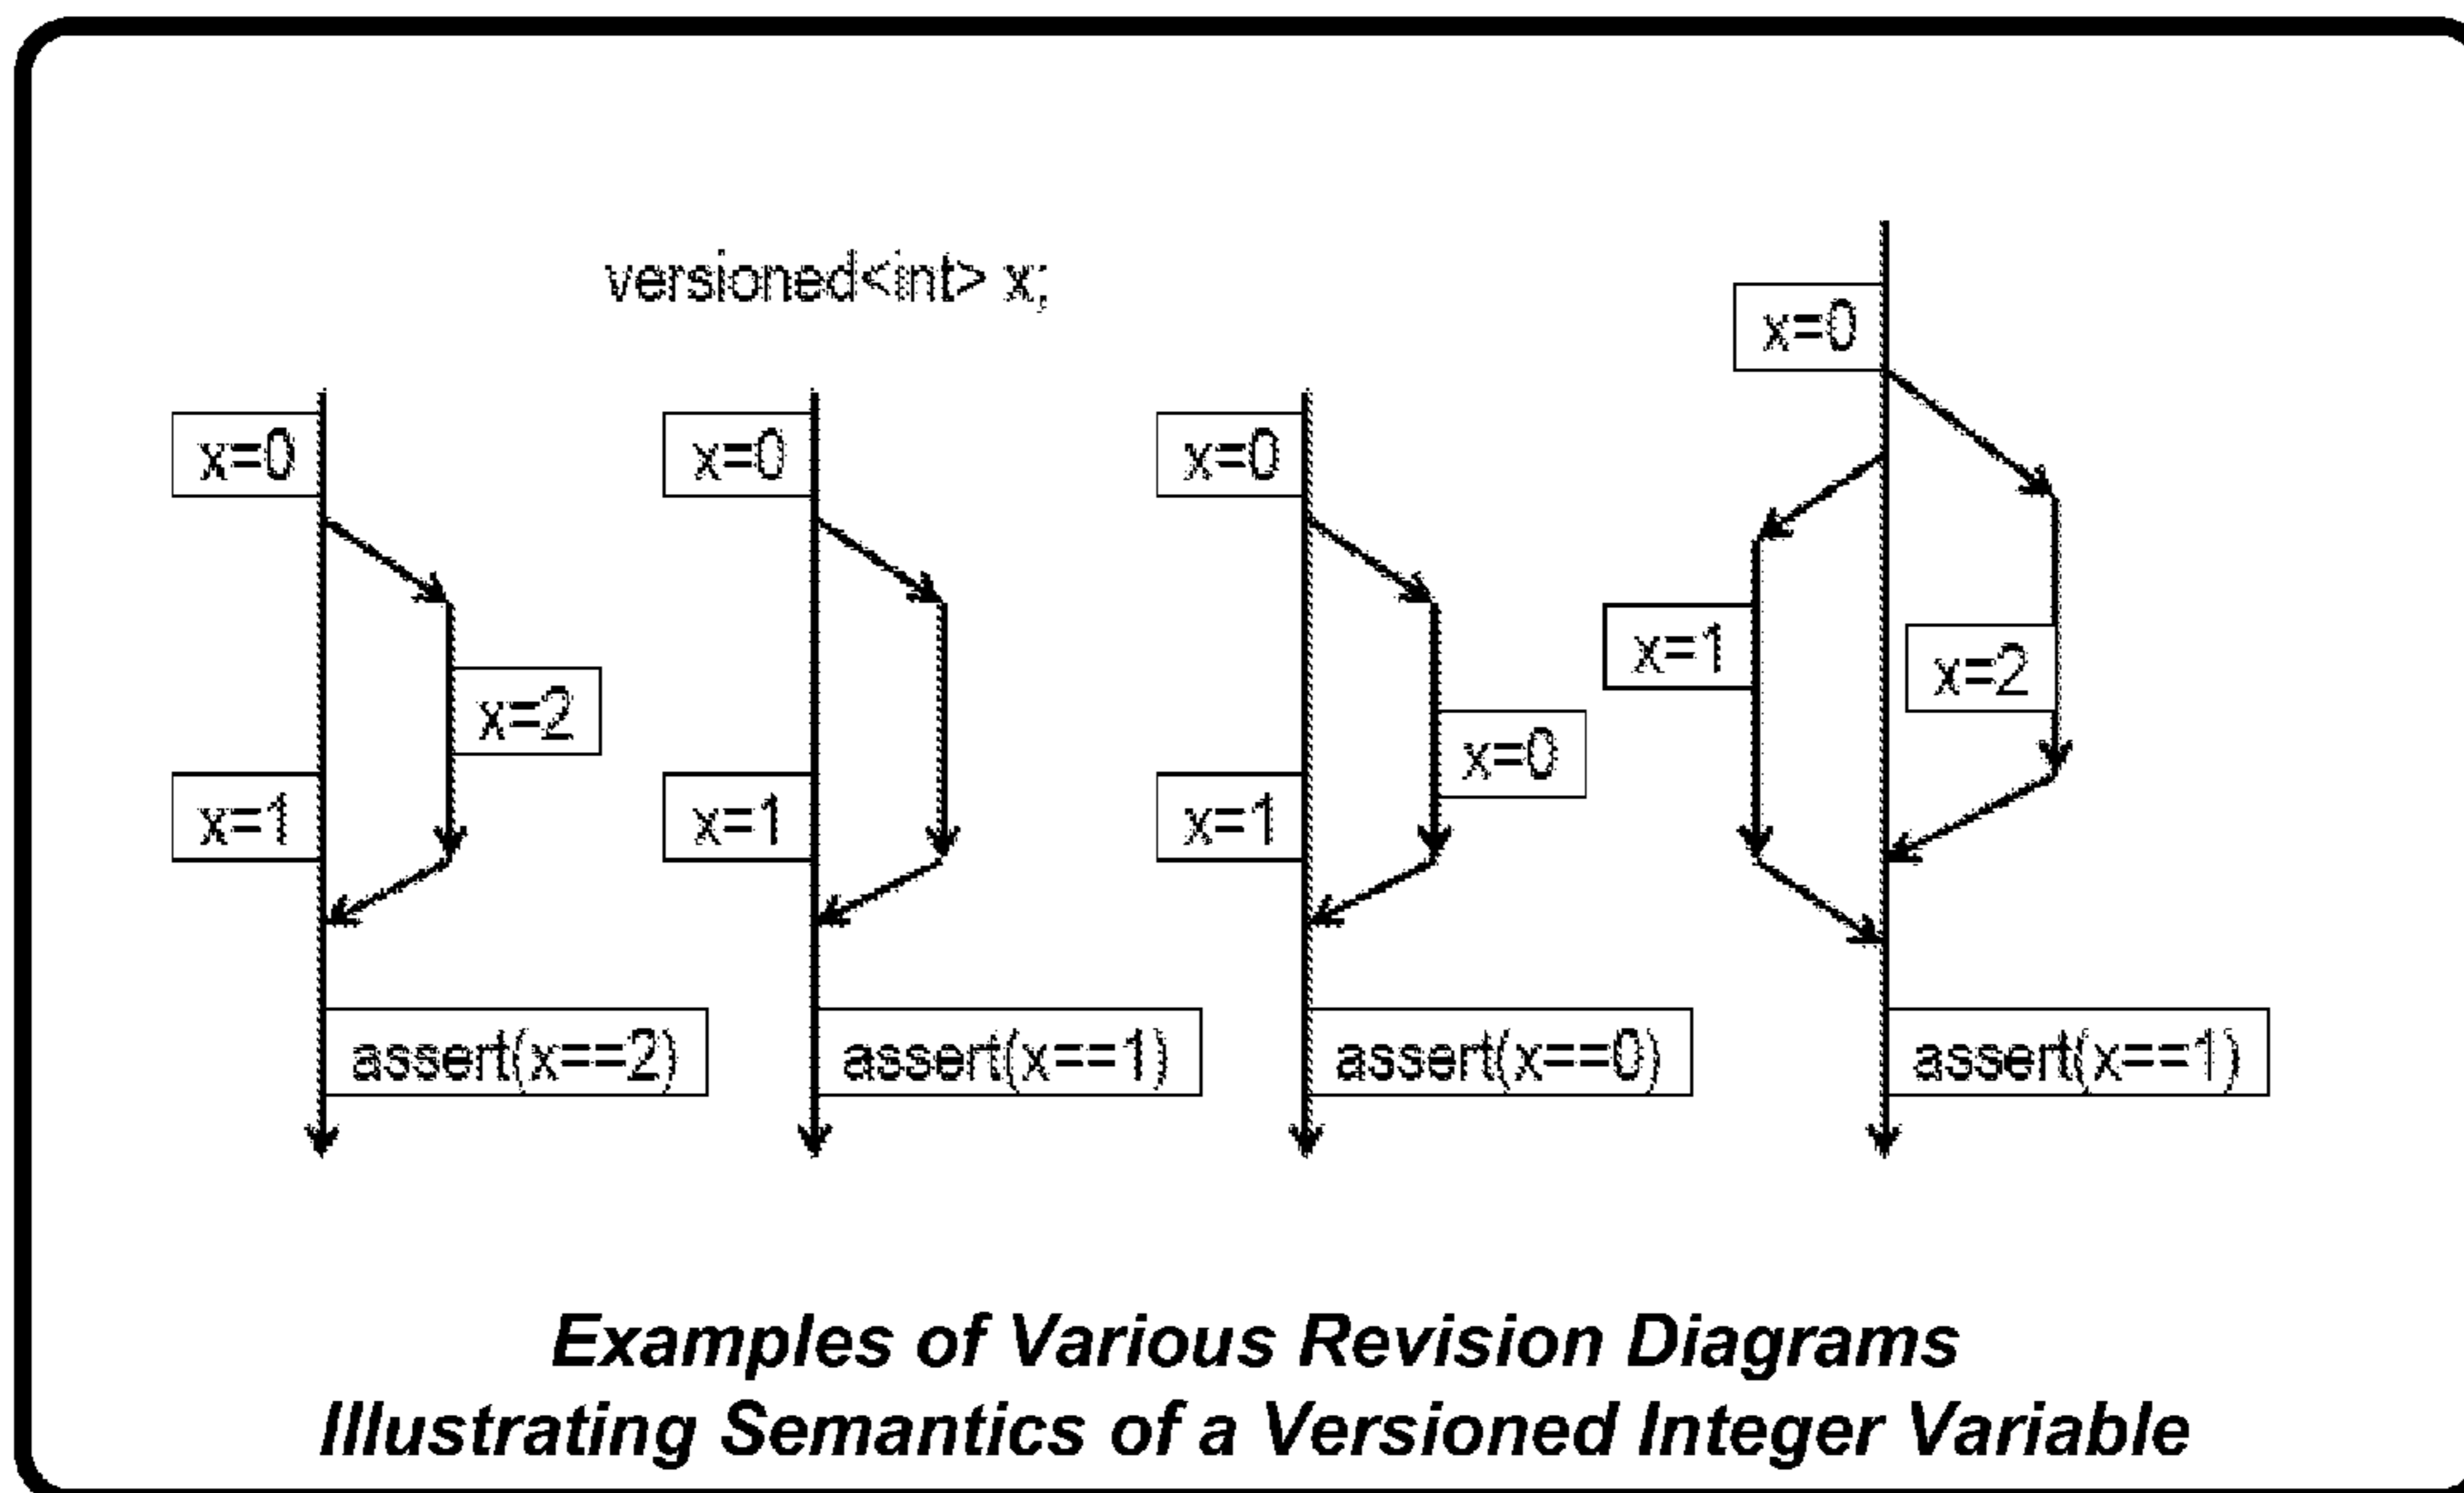 versioned<int> x;
x=0
x=2
x=1
assert(x==2)
x=0
x=1
assert(x==1)
x=0
x=0
x=1
assert(x==0)
x=0
x=1
x=2
assert(x==1)
Examples of Various Revision Diagrams
Illustrating Semantics of a Versioned Integer Variable